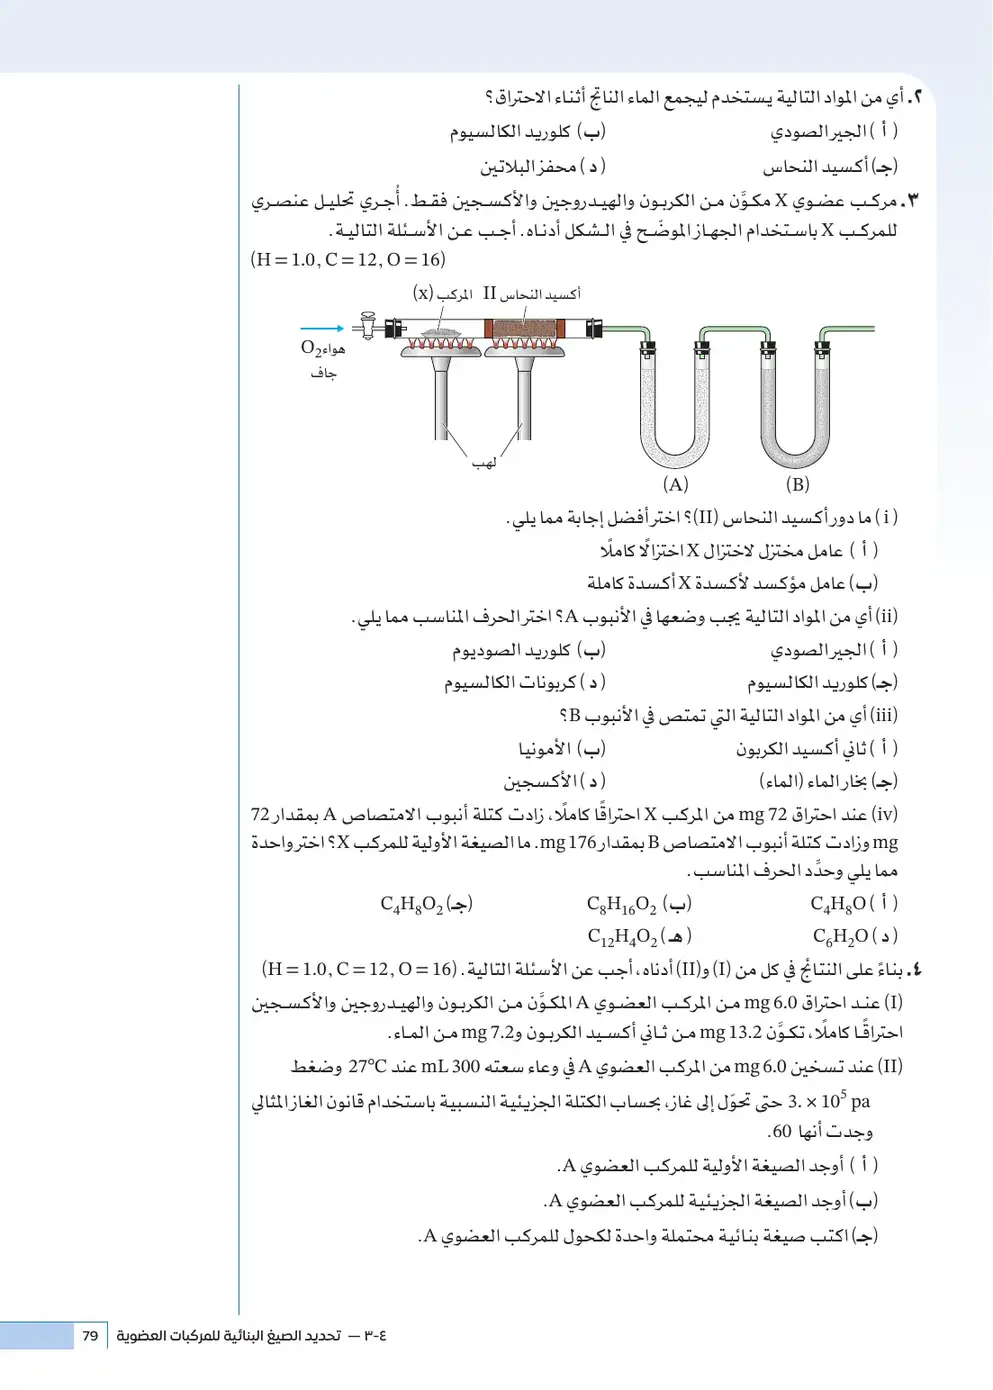 ٢. أي من المواد التالية يستخدم ليجمع الماء الناتج أثناء الاحتراق؟
( أ ) الجير الصودي (ب) كلوريد الكالسيوم
(جـ) أكسيد النحاس ( د ) محفز البلاتين
٣. مركب عضوي X مكوَّن من الكربون والهيدروجين والأكسجين فقط. أُجري تحليل عنصري
للمركب X باستخدام الجهاز الموضّح في الشكل أدناه. أجب عن الأسئلة التالية.
(H = 1.0, C = 12, O = 16)
أكسيد النحاس II المركب (x)
هواء O2
جاف
لهب
(A) (B)
( i ) ما دور أكسيد النحاس (II)؟ اختر أفضل إجابة مما يلي.
( أ ) عامل مختزل لاختزال X اختزالًا كاملًا
(ب) عامل مؤكسد لأكسدة X أكسدة كاملة
(ii) أي من المواد التالية يجب وضعها في الأنبوب A؟ اختر الحرف المناسب مما يلي.
( أ ) الجير الصودي (ب) كلوريد الصوديوم
(جـ) كلوريد الكالسيوم ( د ) كربونات الكالسيوم
(iii) أي من المواد التالية التي تمتص في الأنبوب B؟
( أ ) ثاني أكسيد الكربون (ب) الأمونيا
(جـ) بخار الماء (الماء) ( د ) الأكسجين
(iv) عند احتراق 72 mg من المركب X احتراقًا كاملًا، زادت كتلة أنبوب الامتصاص A بمقدار 72
mg وزادت كتلة أنبوب الامتصاص B بمقدار 176 mg. ما الصيغة الأولية للمركب X؟ اختر واحدة
مما يلي وحدِّد الحرف المناسب.
( أ ) C4H8O (ب) C8H16O2 (جـ) C4H8O2
( د ) C6H2O ( هـ ) C12H4O2
٤. بناءً على النتائج في كل من (I) و(II) أدناه، أجب عن الأسئلة التالية. (H = 1.0, C = 12, O = 16)
(I) عند احتراق 6.0 mg من المركب العضوي A المكوَّن من الكربون والهيدروجين والأكسجين
احتراقًا كاملًا، تكوَّن 13.2 mg من ثاني أكسيد الكربون و7.2 mg من الماء.
(II) عند تسخين 6.0 mg من المركب العضوي A في وعاء سعته 300 mL عند 27°C وضغط
3. × 10⁵ pa حتى تحوّل إلى غاز، بحساب الكتلة الجزيئية النسبية باستخدام قانون الغاز المثالي
وجدت أنها 60.
( أ ) أوجد الصيغة الأولية للمركب العضوي A.
(ب) أوجد الصيغة الجزيئية للمركب العضوي A.
(جـ) اكتب صيغة بنائية محتملة واحدة لكحول للمركب العضوي A.
٤-٣ — تحديد الصيغ البنائية للمركبات العضوية 79